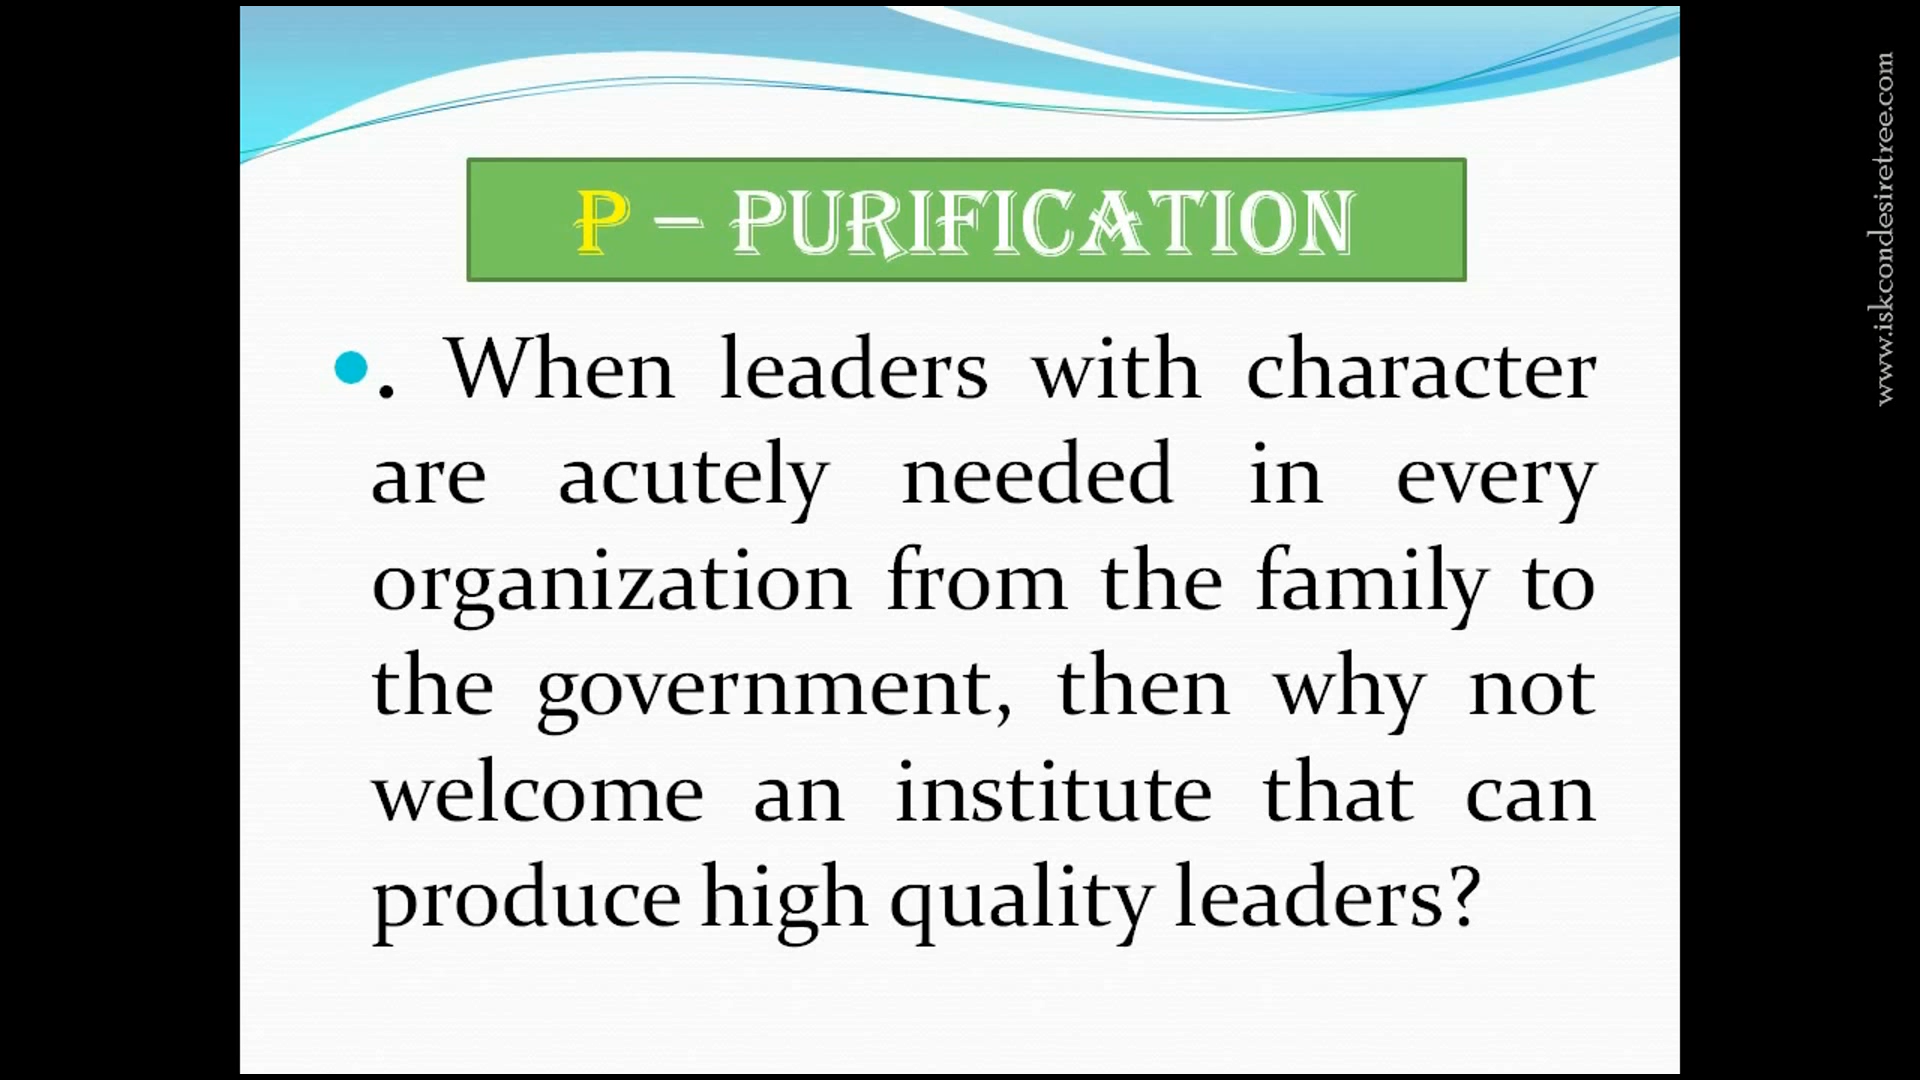 P – PURIFICATION
. When leaders with character
are acutely needed in every
organization from the family to
the government, then why not
welcome an institute that can
produce high quality leaders?
www.iskcondesiretree.com